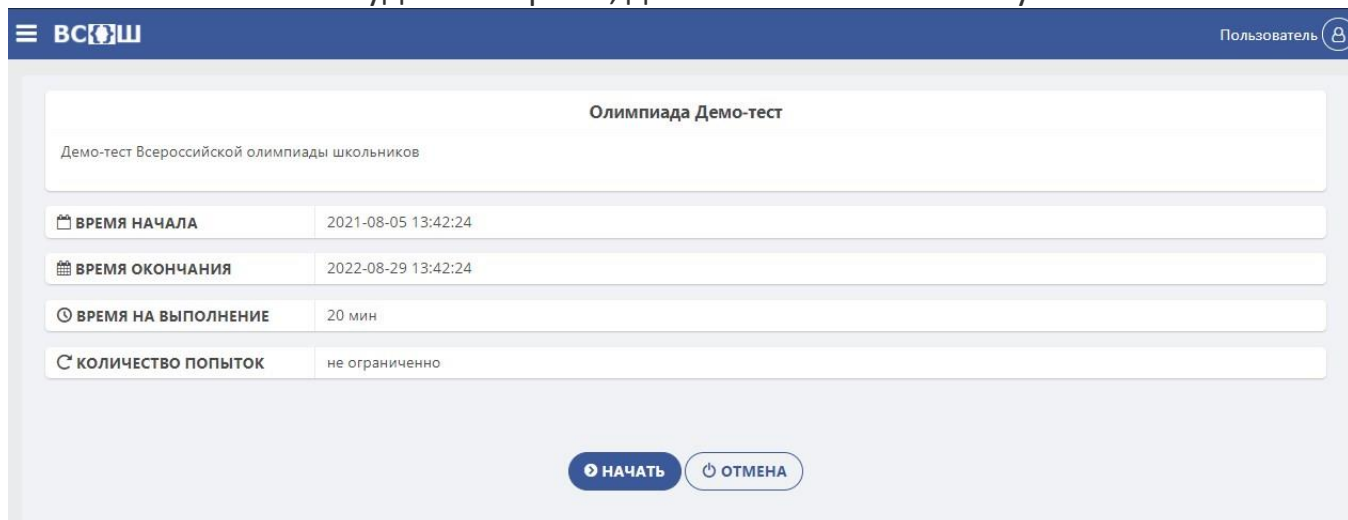 ВСОШ
Пользователь
Олимпиада Демо-тест
Демо-тест Всероссийской олимпиады школьников
ВРЕМЯ НАЧАЛА 2021-08-05 13:42:24
ВРЕМЯ ОКОНЧАНИЯ 2022-08-29 13:42:24
ВРЕМЯ НА ВЫПОЛНЕНИЕ 20 мин
КОЛИЧЕСТВО ПОПЫТОК не ограниченно
НАЧАТЬ ОТМЕНА